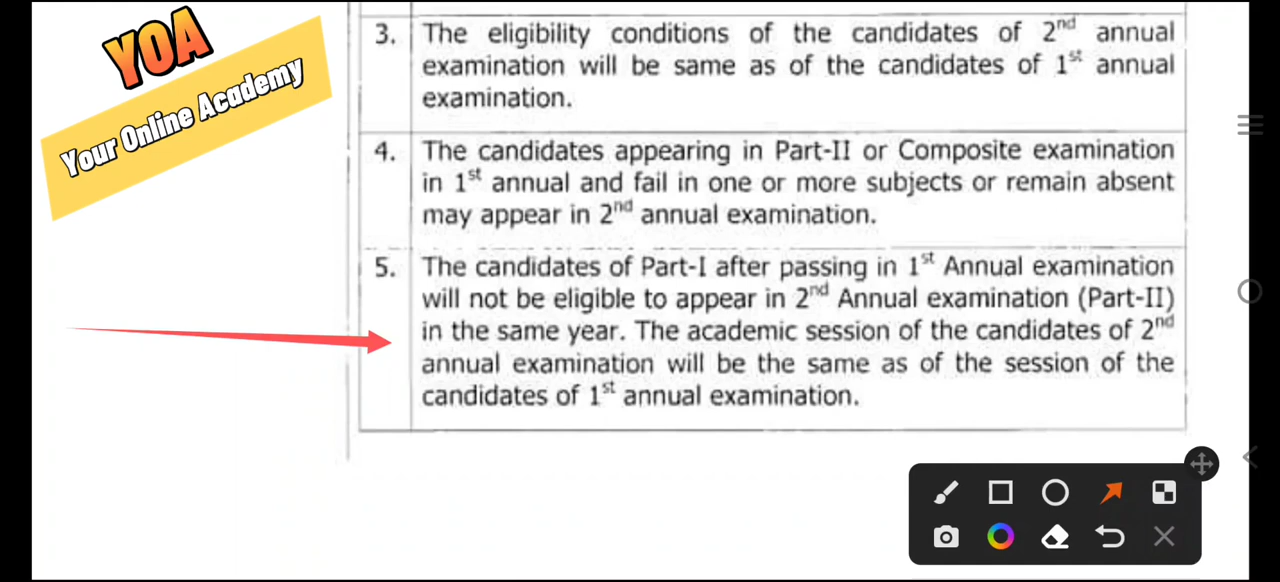 YOA
Your Online Academy
3. The eligibility conditions of the candidates of 2nd annual
examination will be same as of the candidates of 1st annual
examination.
4. The candidates appearing in Part-II or Composite examination
in 1st annual and fail in one or more subjects or remain absent
may appear in 2nd annual examination.
5. The candidates of Part-I after passing in 1st Annual examination
will not be eligible to appear in 2nd Annual examination (Part-II)
in the same year. The academic session of the candidates of 2nd
annual examination will be the same as of the session of the
candidates of 1st annual examination.